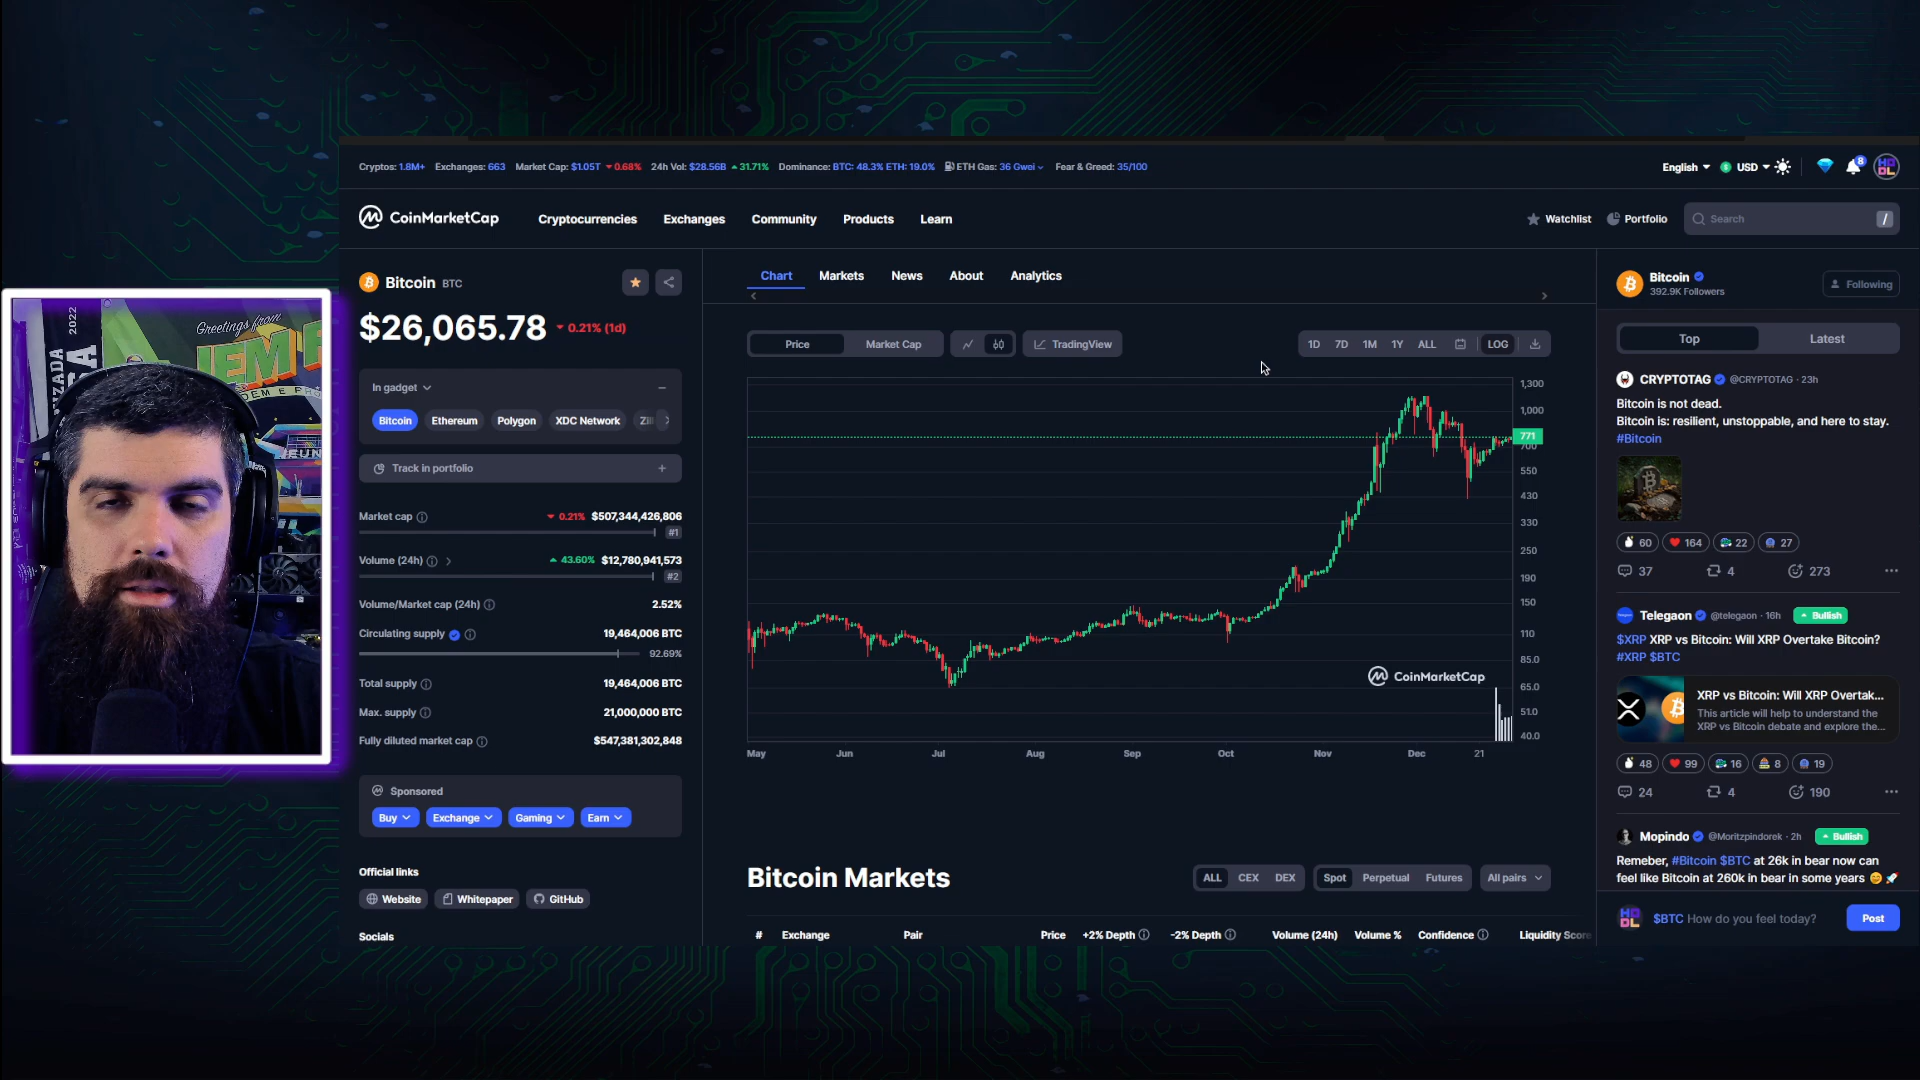 Cryptos: 1.8M+ Exchanges: 663 Market Cap: $1.05T 0.68% 24h Vol: $28.56B 31.71% Dominance: BTC: 48.3% ETH: 19.0% ETH Gas: 36 Gwei Fear & Greed: 35/100
English USD 8
CoinMarketCap Cryptocurrencies Exchanges Community Products Learn
Watchlist Portfolio Search /
Bitcoin BTC
$26,065.78 0.21% (1d)
In gadget
Bitcoin Ethereum Polygon XDC Network
Track in portfolio +
Market cap 0.21% $507,344,426,806
#1
Volume (24h) 43.60% $12,780,941,573
#2
Volume/Market cap (24h) 2.52%
Circulating supply 19,464,006 BTC
92.69%
Total supply 19,464,006 BTC
Max. supply 21,000,000 BTC
Fully diluted market cap $547,381,302,848
Sponsored
Buy Exchange Gaming Earn
Official links
Website Whitepaper GitHub
Socials
Chart Markets News About Analytics
Price Market Cap TradingView
1D 7D 1M 1Y ALL LOG
1,300
1,000
771
700
550
430
330
250
190
150
110
85.0
65.0
51.0
40.0
CoinMarketCap
May Jun Jul Aug Sep Oct Nov Dec 21
Bitcoin Markets
ALL CEX DEX Spot Perpetual Futures All pairs
# Exchange Pair Price +2% Depth -2% Depth Volume (24h) Volume % Confidence Liquidity Score
Bitcoin
392.9K Followers
Following
Top Latest
CRYPTOTAG @CRYPTOTAG · 23h
Bitcoin is not dead.
Bitcoin is: resilient, unstoppable, and here to stay.
#Bitcoin
60 164 22 27
37 4 273
Telegaon @telegaon · 16h Bullish
$XRP XRP vs Bitcoin: Will XRP Overtake Bitcoin?
#XRP $BTC
XRP vs Bitcoin: Will XRP Overtak...
This article will help to understand the
XRP vs Bitcoin debate and explore the...
48 99 16 8 19
24 4 190
Mopindo @Moritzpindorek · 2h Bullish
Remeber, #Bitcoin $BTC at 26k in bear now can
feel like Bitcoin at 260k in bear in some years
$BTC How do you feel today? Post
2022
Greetings from